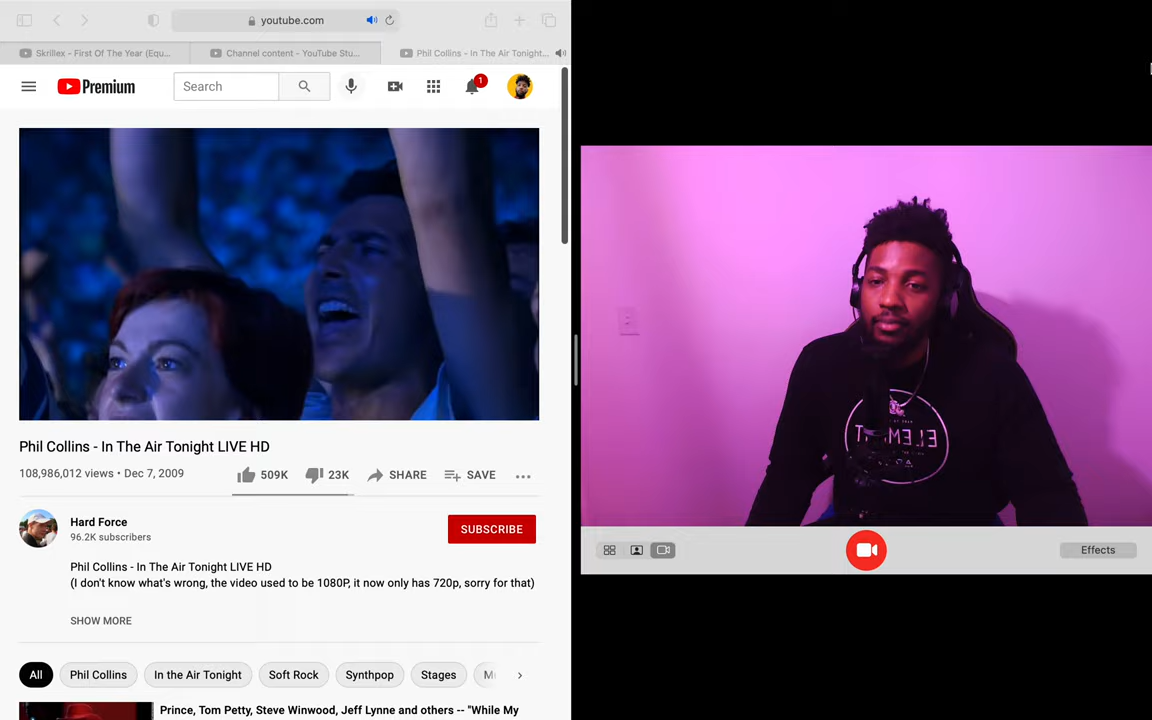 youtube.com
Skrillex - First Of The Year (Equ...
Channel content - YouTube Stu...
Phil Collins - In The Air Tonight...
Premium
Search
1
Phil Collins - In The Air Tonight LIVE HD
108,986,012 views • Dec 7, 2009
509K
23K
SHARE
SAVE
Hard Force
96.2K subscribers
SUBSCRIBE
Phil Collins - In The Air Tonight LIVE HD
(I don't know what's wrong, the video used to be 1080P, it now only has 720p, sorry for that)
SHOW MORE
All
Phil Collins
In the Air Tonight
Soft Rock
Synthpop
Stages
Prince, Tom Petty, Steve Winwood, Jeff Lynne and others -- "While My
ELEMENT
Effects